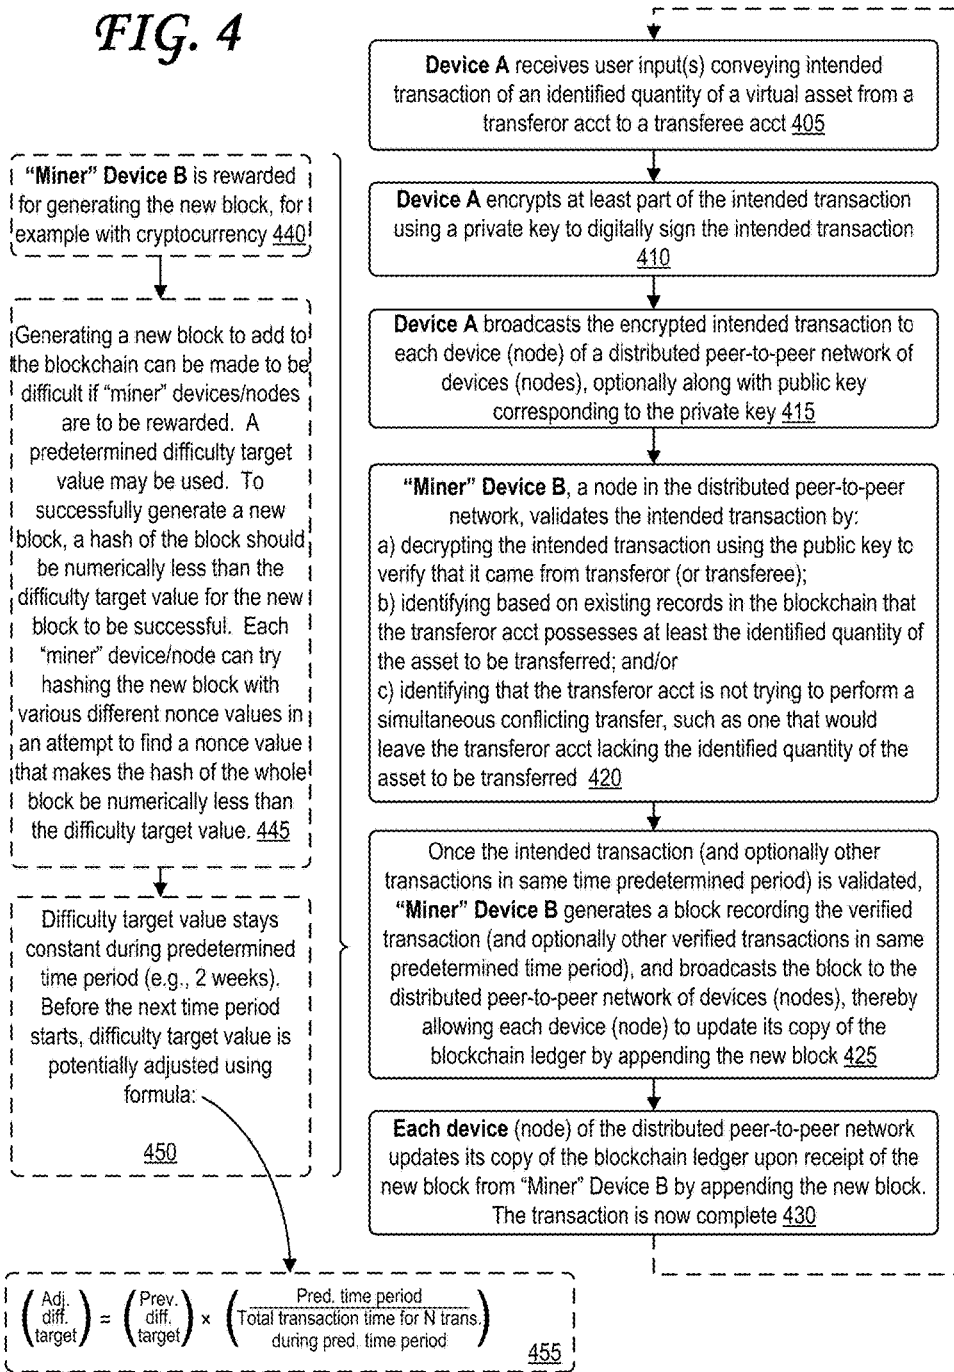 FIG. 4
Device A receives user input(s) conveying intended
transaction of an identified quantity of a virtual asset from a
transferor acct to a transferee acct 405
Device A encrypts at least part of the intended transaction
using a private key to digitally sign the intended transaction
410
Device A broadcasts the encrypted intended transaction to
each device (node) of a distributed peer-to-peer network of
devices (nodes), optionally along with public key
corresponding to the private key 415
"Miner" Device B, a node in the distributed peer-to-peer
network, validates the intended transaction by:
a) decrypting the intended transaction using the public key to
verify that it came from transferor (or transferee);
b) identifying based on existing records in the blockchain that
the transferor acct possesses at least the identified quantity of
the asset to be transferred; and/or
c) identifying that the transferor acct is not trying to perform a
simultaneous conflicting transfer, such as one that would
leave the transferor acct lacking the identified quantity of the
asset to be transferred 420
Once the intended transaction (and optionally other
transactions in same time predetermined period) is validated,
"Miner" Device B generates a block recording the verified
transaction (and optionally other verified transactions in same
predetermined time period), and broadcasts the block to the
distributed peer-to-peer network of devices (nodes), thereby
allowing each device (node) to update its copy of the
blockchain ledger by appending the new block 425
Each device (node) of the distributed peer-to-peer network
updates its copy of the blockchain ledger upon receipt of the
new block from "Miner" Device B by appending the new block.
The transaction is now complete 430
"Miner" Device B is rewarded
for generating the new block, for
example with cryptocurrency 440
Generating a new block to add to
the blockchain can be made to be
difficult if "miner" devices/nodes
are to be rewarded. A
predetermined difficulty target
value may be used. To
successfully generate a new
block, a hash of the block should
be numerically less than the
difficulty target value for the new
block to be successful. Each
"miner" device/node can try
hashing the new block with
various different nonce values in
an attempt to find a nonce value
that makes the hash of the whole
block be numerically less than
the difficulty target value. 445
Difficulty target value stays
constant during predetermined
time period (e.g., 2 weeks).
Before the next time period
starts, difficulty target value is
potentially adjusted using
formula:
450
(Adj. diff. target) = (Prev. diff. target) × (Pred. time period / Total transaction time for N trans. during pred. time period)
455